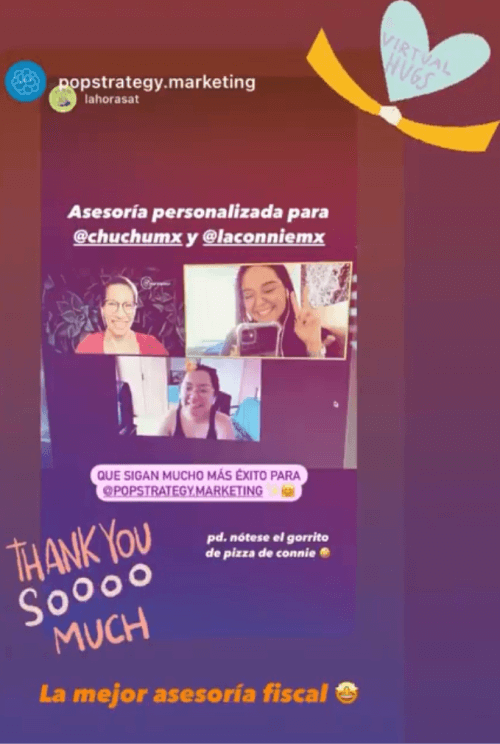 VIRTUAL
HUGS
popstrategy.marketing
lahorasat
Asesoría personalizada para
@chuchumx y @laconniemx
QUE SIGAN MUCHO MÁS ÉXITO PARA
@POPSTRATEGY.MARKETING ✨🤗
pd. nótese el gorrito
de pizza de connie 🤣
THANK YOU
SOOOO
MUCH
La mejor asesoría fiscal 🤩